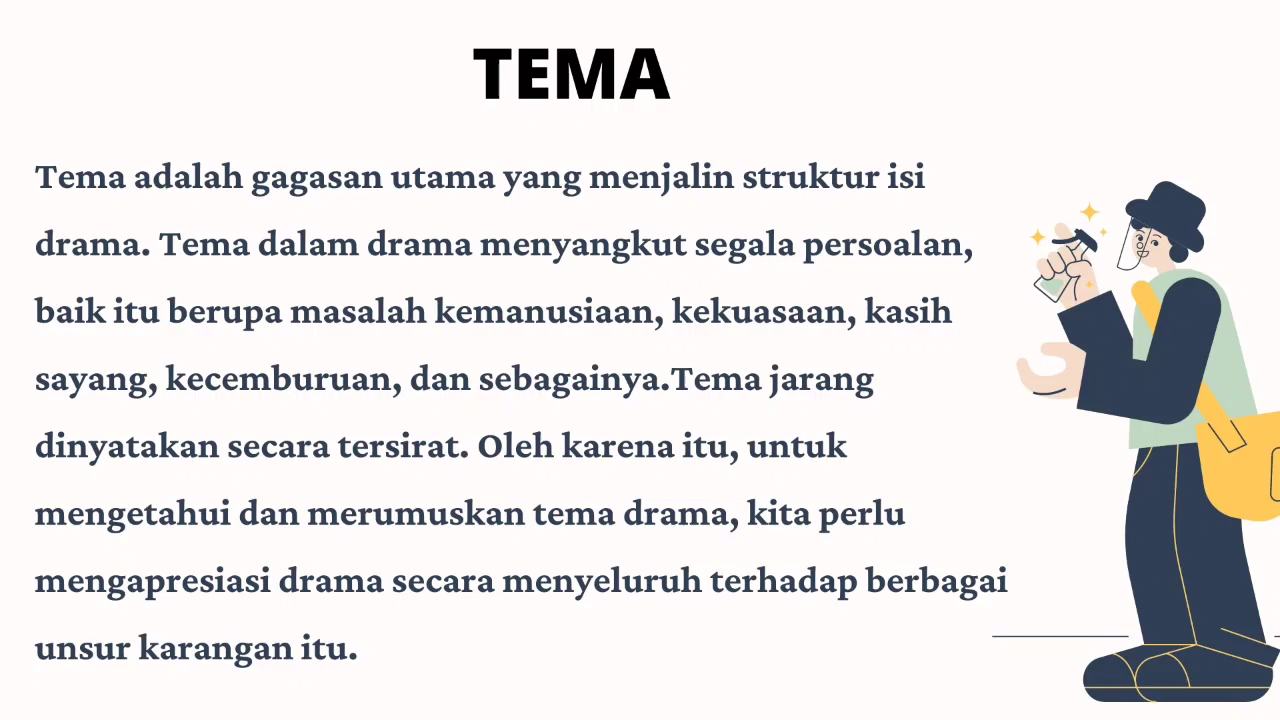 TEMA
Tema adalah gagasan utama yang menjalin struktur isi
drama. Tema dalam drama menyangkut segala persoalan,
baik itu berupa masalah kemanusiaan, kekuasaan, kasih
sayang, kecemburuan, dan sebagainya.Tema jarang
dinyatakan secara tersirat. Oleh karena itu, untuk
mengetahui dan merumuskan tema drama, kita perlu
mengapresiasi drama secara menyeluruh terhadap berbagai
unsur karangan itu.